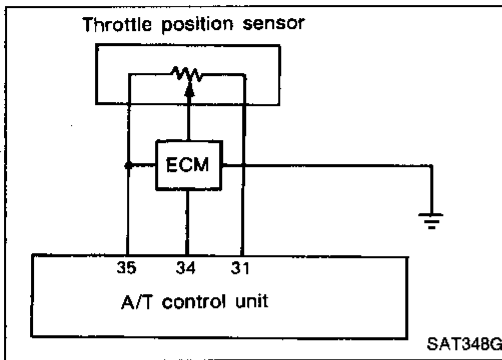 Throttle position sensor
ECM
35 34 31
A/T control unit
SAT348G